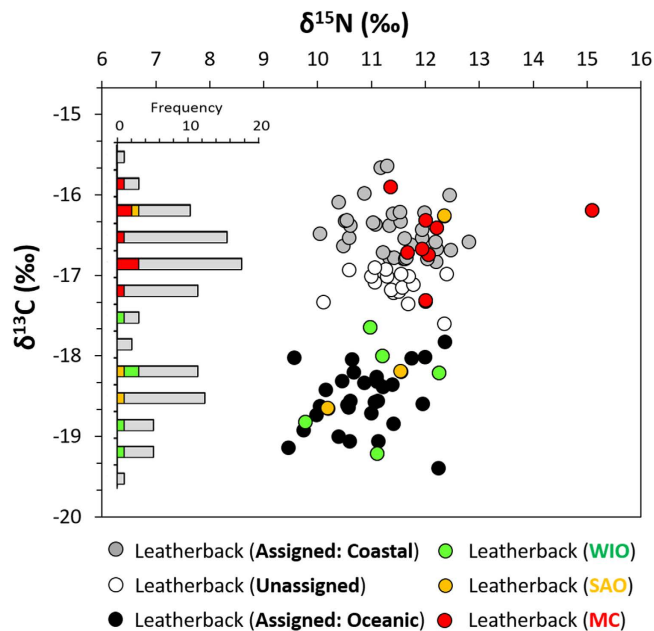 δ¹⁵N (‰)
6 7 8 9 10 11 12 13 14 15 16
Frequency
0 10 20
δ¹³C (‰)
-15
-16
-17
-18
-19
-20
Leatherback (Assigned: Coastal)
Leatherback (WIO)
Leatherback (Unassigned)
Leatherback (SAO)
Leatherback (Assigned: Oceanic)
Leatherback (MC)